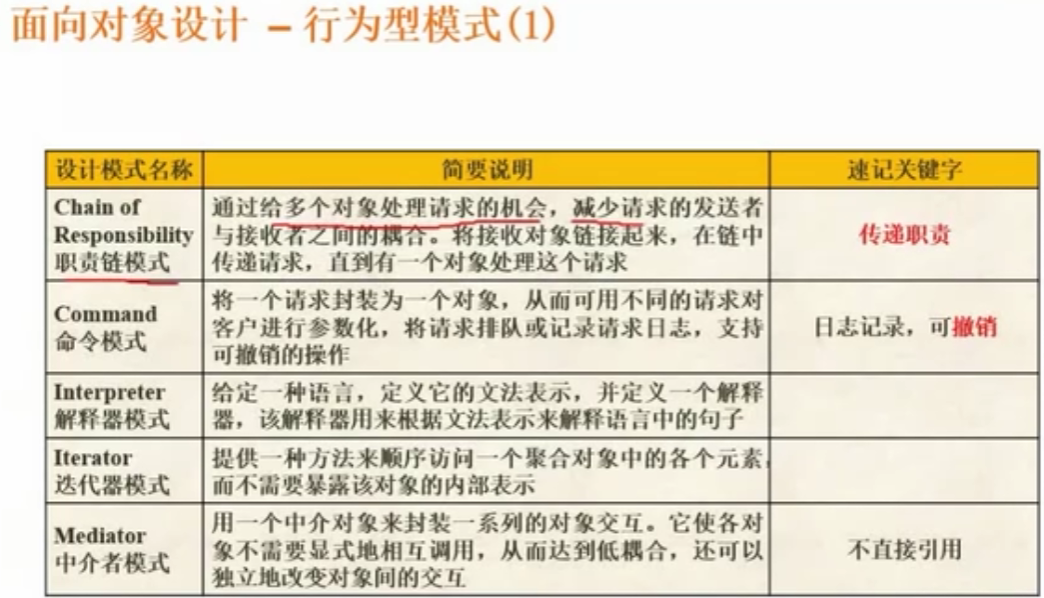 面向对象设计 – 行为型模式(1)
设计模式名称 简要说明 速记关键字
Chain of
Responsibility
职责链模式
通过给多个对象处理请求的机会，减少请求的发送者
与接收者之间的耦合。将接收对象链接起来，在链中
传递请求，直到有一个对象处理这个请求
传递职责
Command
命令模式
将一个请求封装为一个对象，从而可用不同的请求对
客户进行参数化，将请求排队或记录请求日志，支持
可撤销的操作
日志记录，可撤销
Interpreter
解释器模式
给定一种语言，定义它的文法表示，并定义一个解释
器，该解释器用来根据文法表示来解释语言中的句子
Iterator
迭代器模式
提供一种方法来顺序访问一个聚合对象中的各个元素，
而不需要暴露该对象的内部表示
Mediator
中介者模式
用一个中介对象来封装一系列的对象交互。它使各对
象不需要显式地相互调用，从而达到低耦合，还可以
独立地改变对象间的交互
不直接引用